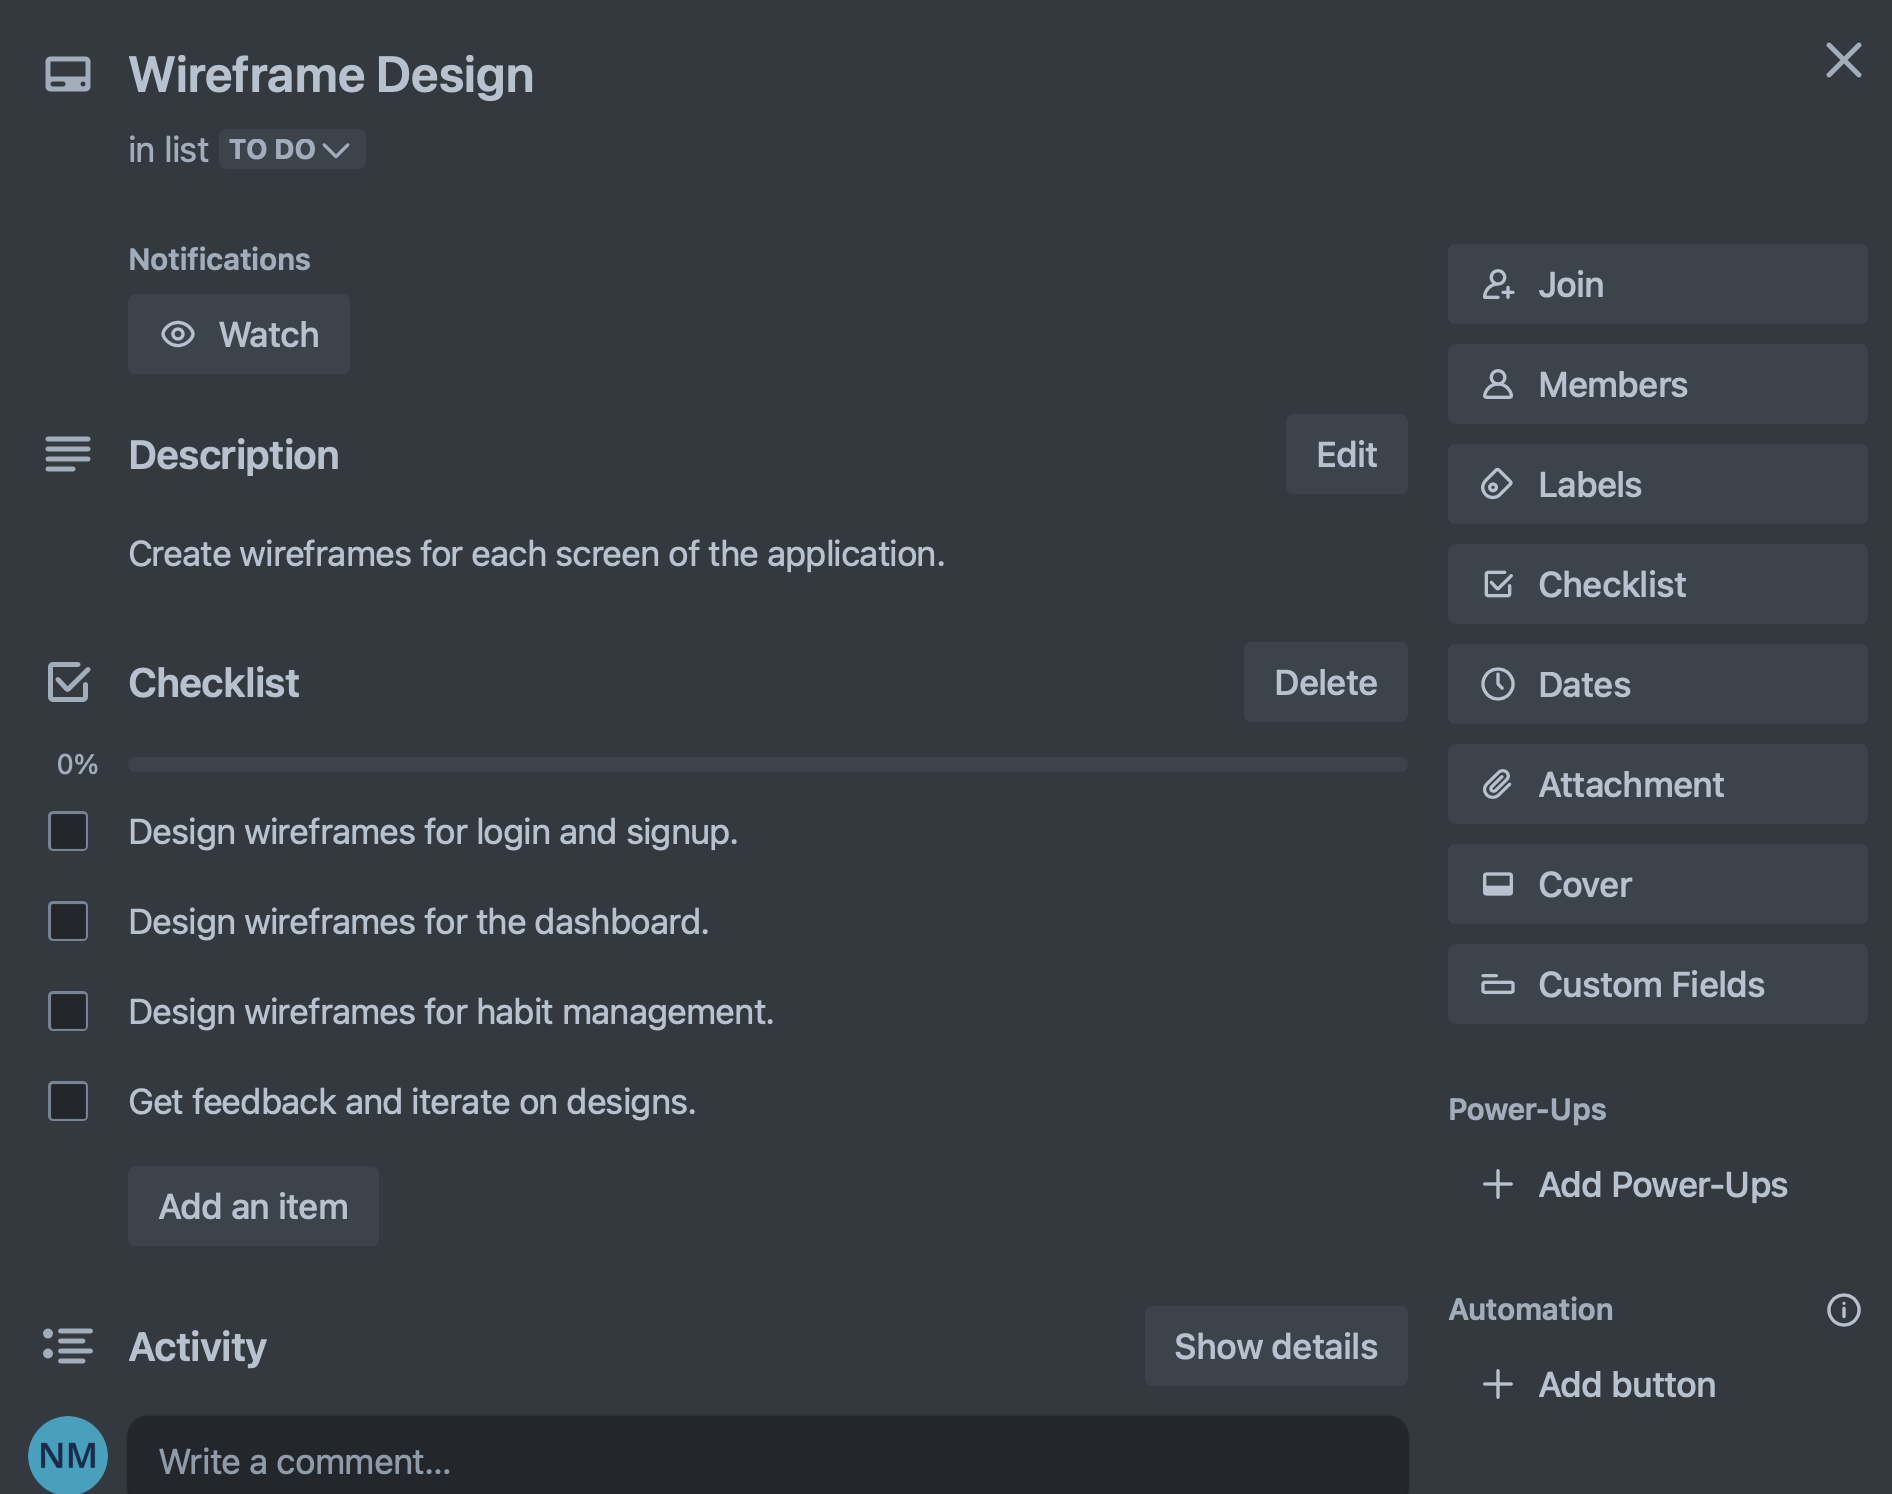 Wireframe Design
in list TO DO
Notifications
Watch
Description
Edit
Create wireframes for each screen of the application.
Checklist
Delete
0%
Design wireframes for login and signup.
Design wireframes for the dashboard.
Design wireframes for habit management.
Get feedback and iterate on designs.
Add an item
Activity
Show details
NM
Write a comment...
Join
Members
Labels
Checklist
Dates
Attachment
Cover
Custom Fields
Power-Ups
Add Power-Ups
Automation
Add button